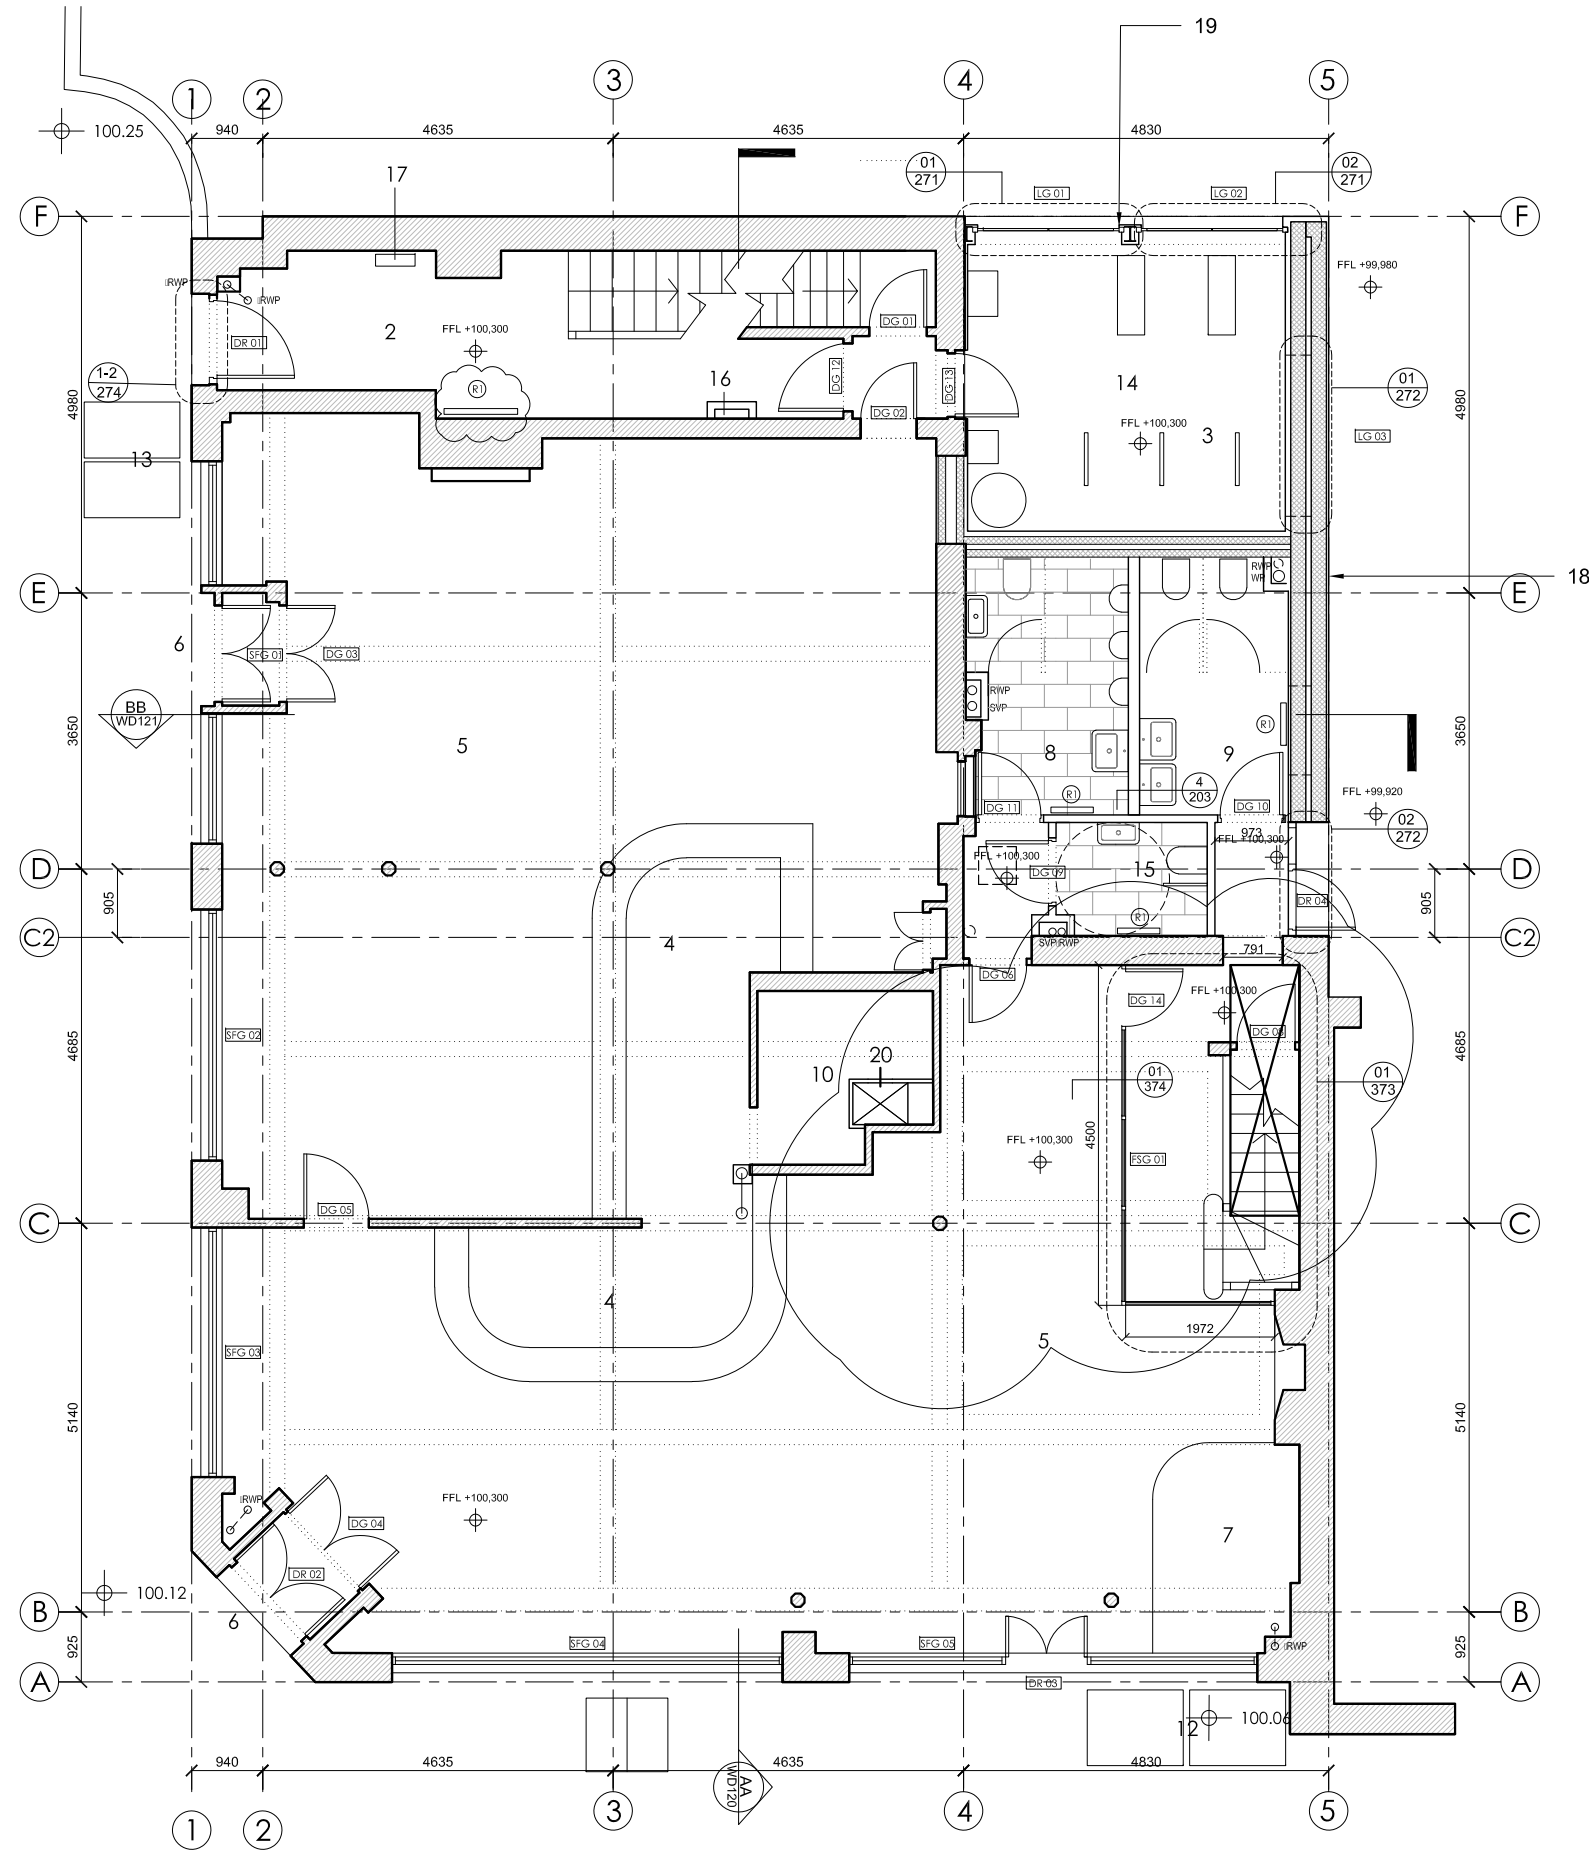 19
1
2
3
4
5
100.25
940
4635
4635
4830
01
271
02
271
17
LG 01
LG 02
F
F
RWP
RWP
FFL +99,980
DR 01
2
FFL +100,300
DG 01
1-2
274
R1
16
DG 12
DG 02
DG 13
14
FFL +100,300
3
01
272
LG 03
4980
4980
13
E
E
18
RWP
WP
6
SFG 01
DG 03
BB
WD121
RWP
SVP
R1
3650
3650
5
8
9
4
203
R1
DG 11
DG 10
FFL +99,920
02
272
973
FFL +100,300
FFL +100,300
D
D
DG 09
15
905
905
DR 04
R1
C2
C2
4
SVP
RWP
791
DG 06
DG 14
FFL +100,300
SFG 02
DG 08
4685
4685
20
10
01
374
01
373
4500
FFL +100,300
FSG 01
DG 05
C
C
4
1972
5
SFG 03
5140
5140
RWP
FFL +100,300
DG 04
7
DR 02
100.12
B
B
6
SFG 04
SFG 05
RWP
925
925
A
A
DR 03
12
100.06
940
4635
4635
4830
AA
WD120
1
2
3
4
5